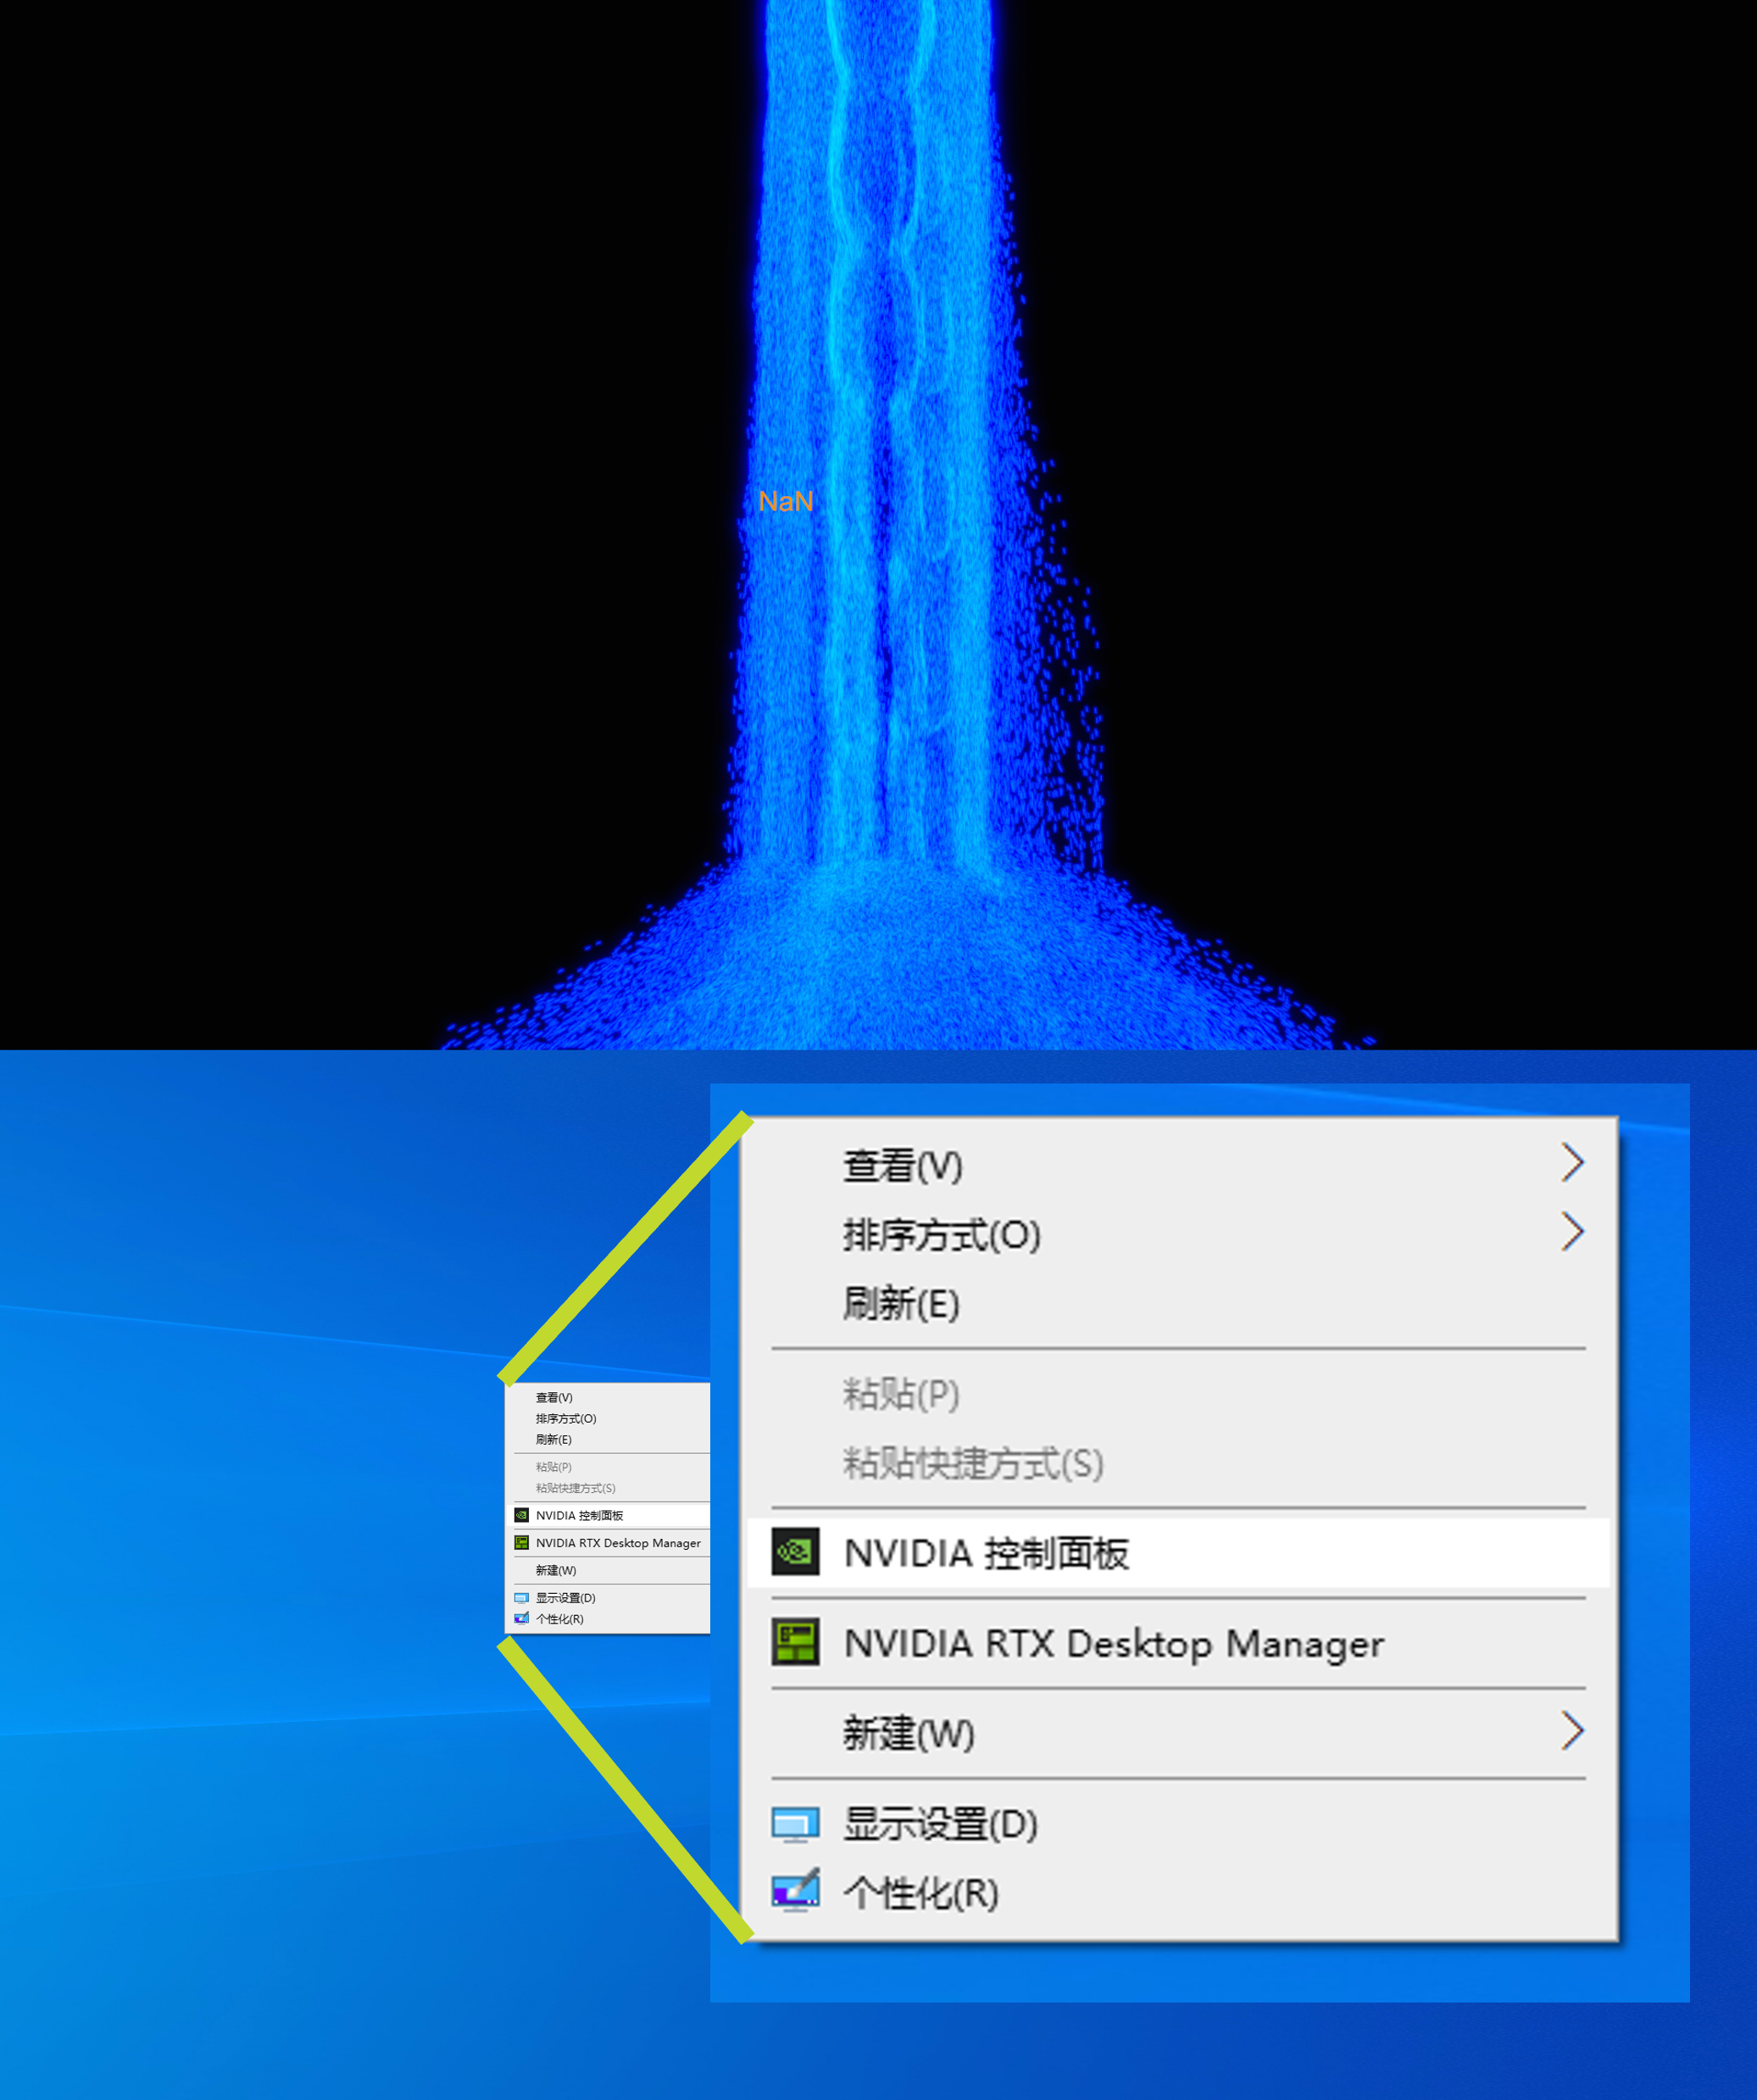 NaN
查看(V)
排序方式(O)
刷新(E)
粘贴(P)
粘贴快捷方式(S)
NVIDIA 控制面板
NVIDIA RTX Desktop Manager
新建(W)
显示设置(D)
个性化(R)
查看(V)
排序方式(O)
刷新(E)
粘贴(P)
粘贴快捷方式(S)
NVIDIA 控制面板
NVIDIA RTX Desktop Manager
新建(W)
显示设置(D)
个性化(R)